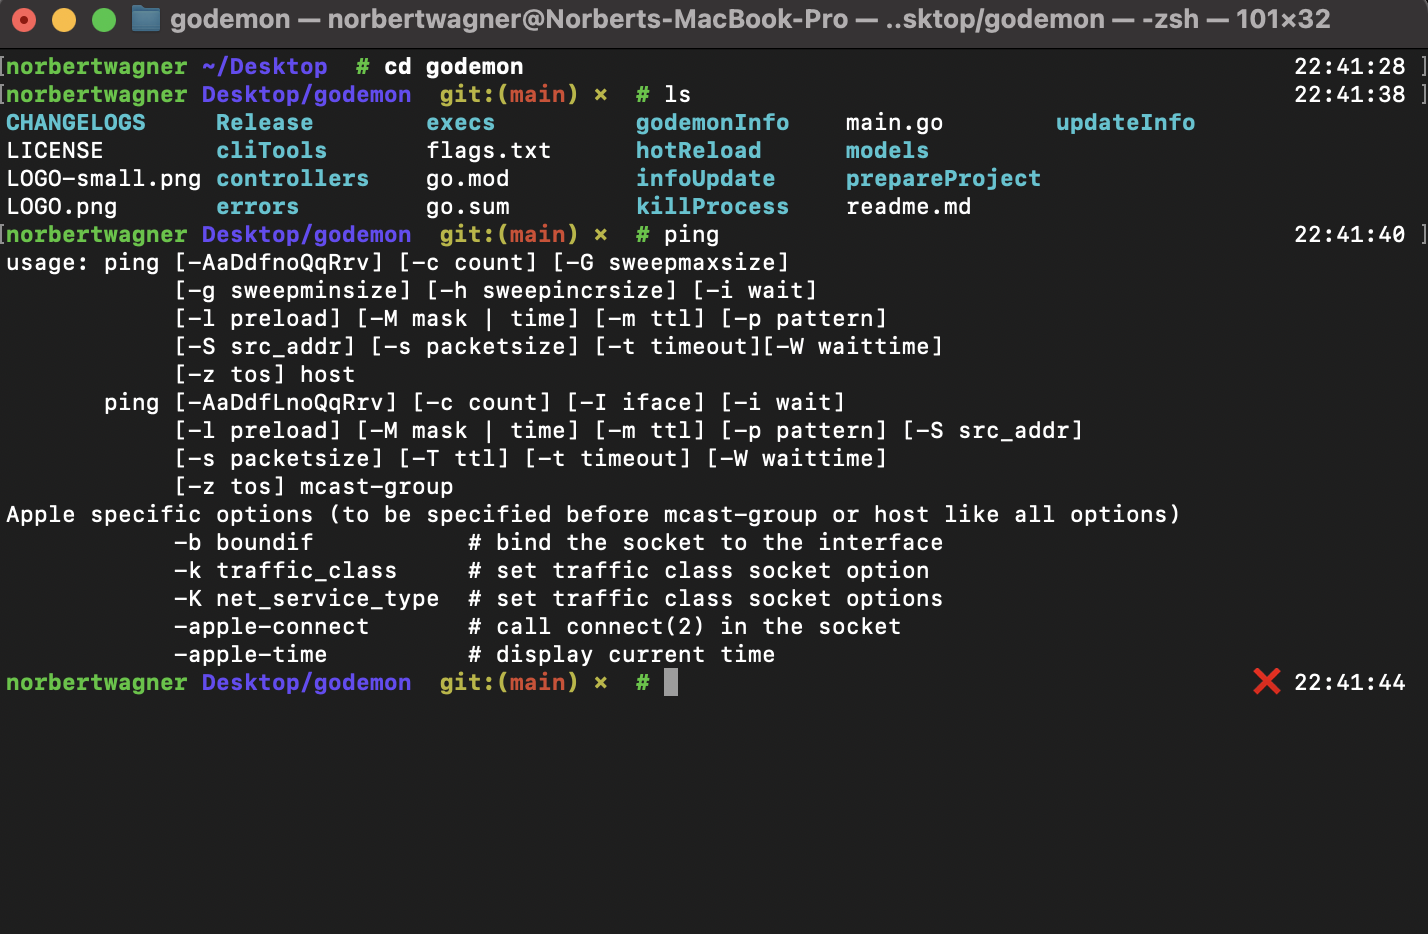 godemon — norbertwagner@Norberts-MacBook-Pro — ..sktop/godemon — -zsh — 101×32
[norbertwagner ~/Desktop  # cd godemon 22:41:28 ]
[norbertwagner Desktop/godemon  git:(main) ×  # ls 22:41:38 ]
CHANGELOGS     Release        execs          godemonInfo    main.go        updateInfo
LICENSE        cliTools       flags.txt      hotReload      models
LOGO-small.png controllers    go.mod         infoUpdate     prepareProject
LOGO.png       errors         go.sum         killProcess    readme.md
[norbertwagner Desktop/godemon  git:(main) ×  # ping 22:41:40 ]
usage: ping [-AaDdfnoQqRrv] [-c count] [-G sweepmaxsize]
            [-g sweepminsize] [-h sweepincrsize] [-i wait]
            [-l preload] [-M mask | time] [-m ttl] [-p pattern]
            [-S src_addr] [-s packetsize] [-t timeout][-W waittime]
            [-z tos] host
       ping [-AaDdfLnoQqRrv] [-c count] [-I iface] [-i wait]
            [-l preload] [-M mask | time] [-m ttl] [-p pattern] [-S src_addr]
            [-s packetsize] [-T ttl] [-t timeout] [-W waittime]
            [-z tos] mcast-group
Apple specific options (to be specified before mcast-group or host like all options)
            -b boundif           # bind the socket to the interface
            -k traffic_class     # set traffic class socket option
            -K net_service_type  # set traffic class socket options
            -apple-connect       # call connect(2) in the socket
            -apple-time          # display current time
norbertwagner Desktop/godemon  git:(main) ×  # ❌ 22:41:44